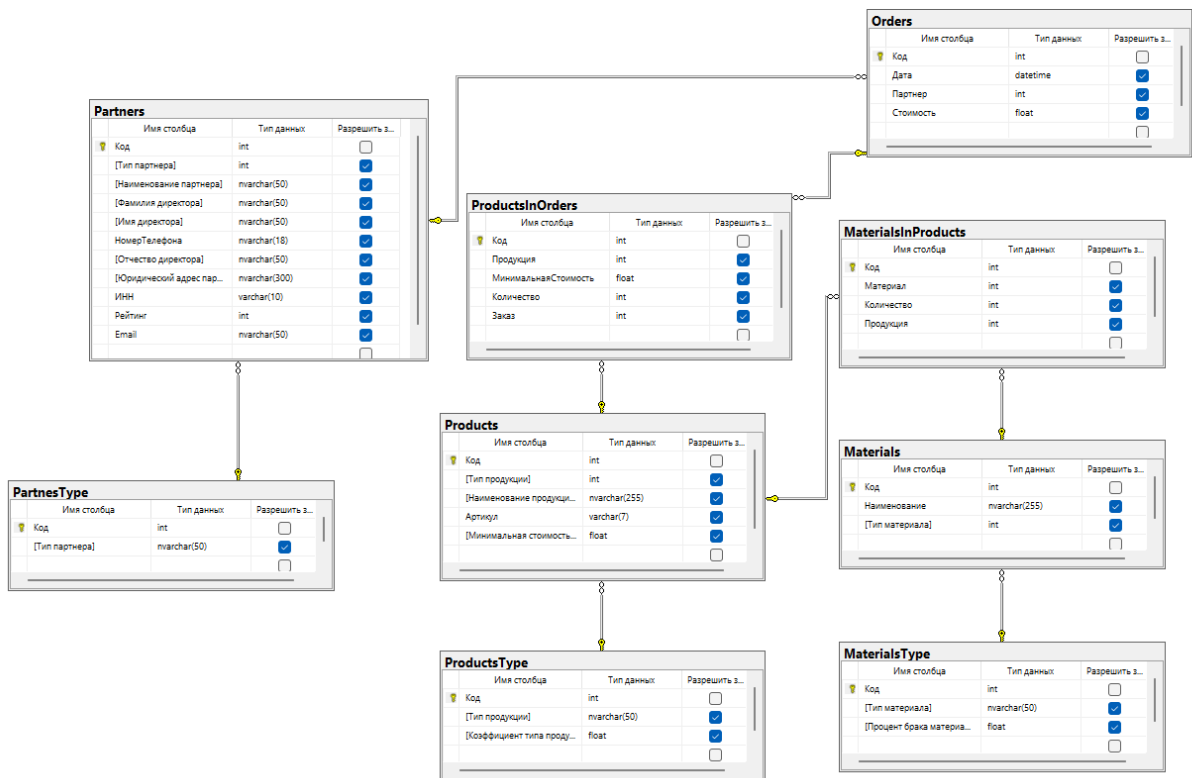 Orders
Имя столбца Тип данных Разрешить з...
Код int
Дата datetime
Партнер int
Стоимость float
Partners
Имя столбца Тип данных Разрешить з...
Код int
[Тип партнера] int
[Наименование партнера] nvarchar(50)
[Фамилия директора] nvarchar(50)
[Имя директора] nvarchar(50)
НомерТелефона nvarchar(18)
[Отчество директора] nvarchar(50)
[Юридический адрес пар... nvarchar(300)
ИНН varchar(10)
Рейтинг int
Email nvarchar(50)
ProductsInOrders
Имя столбца Тип данных Разрешить з...
Код int
Продукция int
МинимальнаяСтоимость float
Количество int
Заказ int
MaterialsInProducts
Имя столбца Тип данных Разрешить з...
Код int
Материал int
Количество int
Продукция int
Products
Имя столбца Тип данных Разрешить з...
Код int
[Тип продукции] int
[Наименование продукци... nvarchar(255)
Артикул varchar(7)
[Минимальная стоимость... float
Materials
Имя столбца Тип данных Разрешить з...
Код int
Наименование nvarchar(255)
[Тип материала] int
PartnesType
Имя столбца Тип данных Разрешить з...
Код int
[Тип партнера] nvarchar(50)
ProductsType
Имя столбца Тип данных Разрешить з...
Код int
[Тип продукции] nvarchar(50)
[Коэффициент типа проду... float
MaterialsType
Имя столбца Тип данных Разрешить з...
Код int
[Тип материала] nvarchar(50)
[Процент брака материа... float